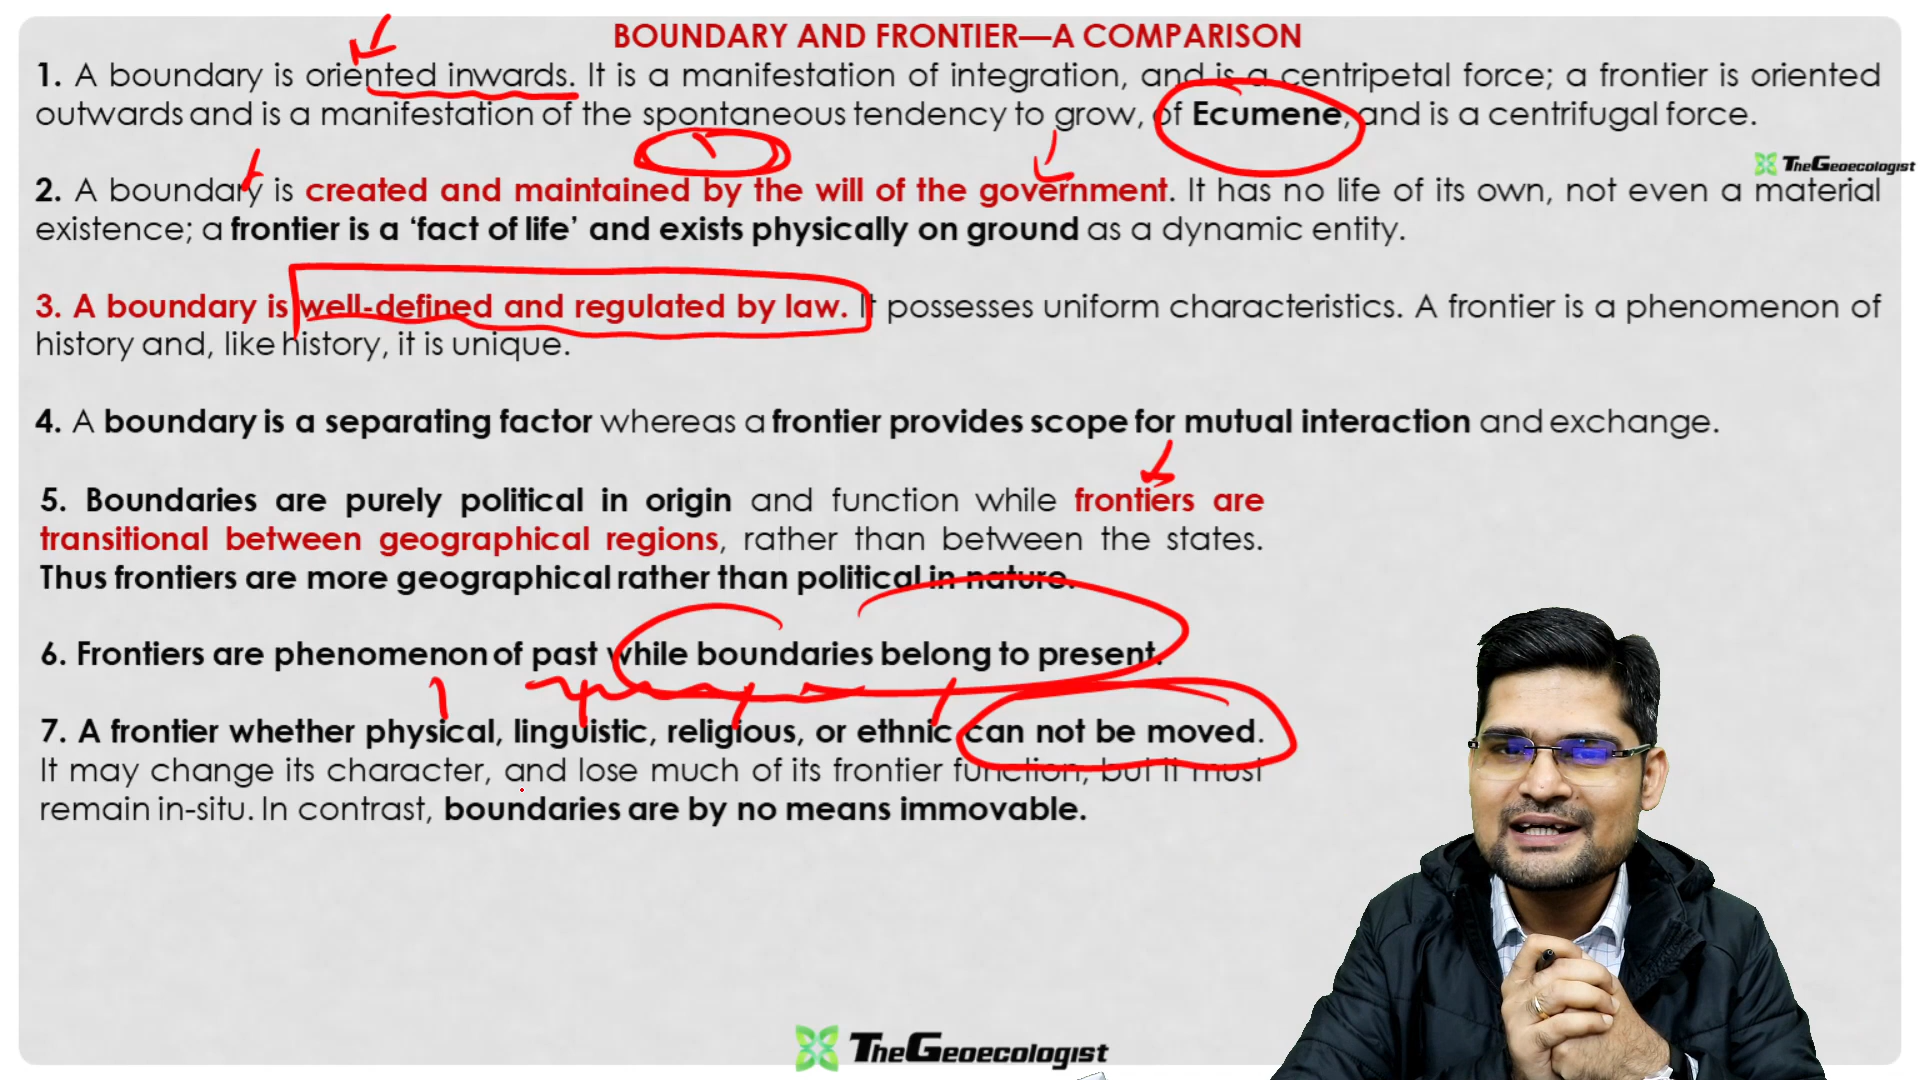 BOUNDARY AND FRONTIER—A COMPARISON
1. A boundary is oriented inwards. It is a manifestation of integration, and is a centripetal force; a frontier is oriented
outwards and is a manifestation of the spontaneous tendency to grow, of Ecumene, and is a centrifugal force.
TheGeoecologist
2. A boundary is created and maintained by the will of the government. It has no life of its own, not even a material
existence; a frontier is a ‘fact of life’ and exists physically on ground as a dynamic entity.
3. A boundary is well-defined and regulated by law. It possesses uniform characteristics. A frontier is a phenomenon of
history and, like history, it is unique.
4. A boundary is a separating factor whereas a frontier provides scope for mutual interaction and exchange.
5. Boundaries are purely political in origin and function while frontiers are
transitional between geographical regions, rather than between the states.
Thus frontiers are more geographical rather than political in nature.
6. Frontiers are phenomenon of past while boundaries belong to present.
7. A frontier whether physical, linguistic, religious, or ethnic can not be moved.
It may change its character, and lose much of its frontier function, but it must
remain in-situ. In contrast, boundaries are by no means immovable.
TheGeoecologist